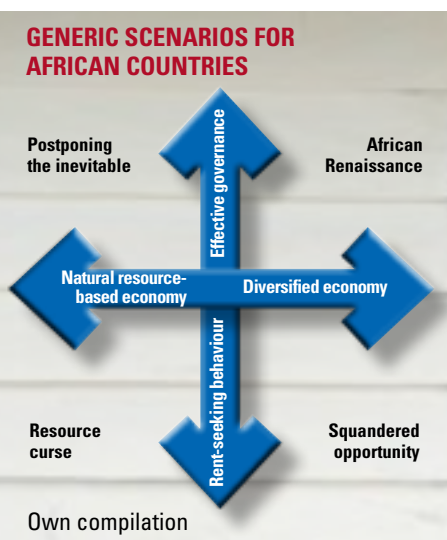 GENERIC SCENARIOS FOR
AFRICAN COUNTRIES
Postponing
the inevitable
Effective governance
African
Renaissance
Natural resource-
based economy
Diversified economy
Rent-seeking behaviour
Resource
curse
Squandered
opportunity
Own compilation